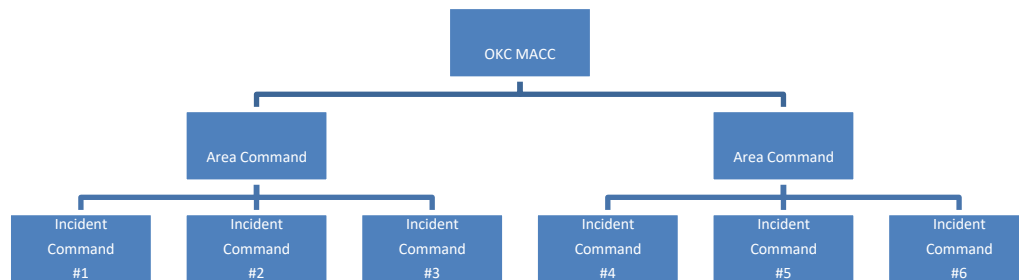 OKC MACC
Area Command
Area Command
Incident
Command
#1
Incident
Command
#2
Incident
Command
#3
Incident
Command
#4
Incident
Command
#5
Incident
Command
#6